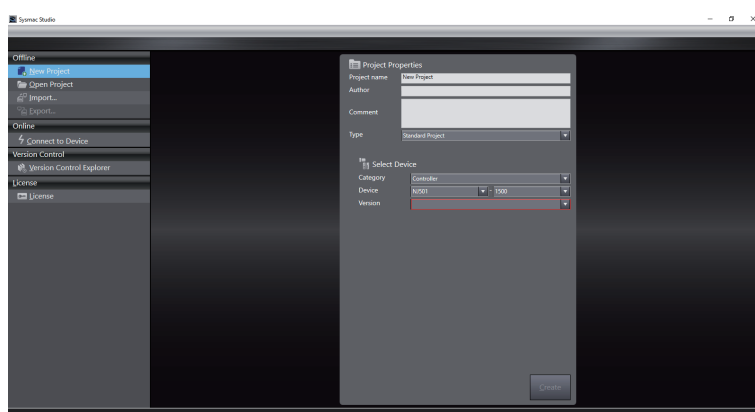 Sysmac Studio
Offline
New Project
Open Project
Import...
Export...
Online
Connect to Device
Version Control
Version Control Explorer
License
License
Project Properties
Project name New Project
Author
Comment
Type Standard Project
Select Device
Category Controller
Device NJ501 - 1500
Version
Create